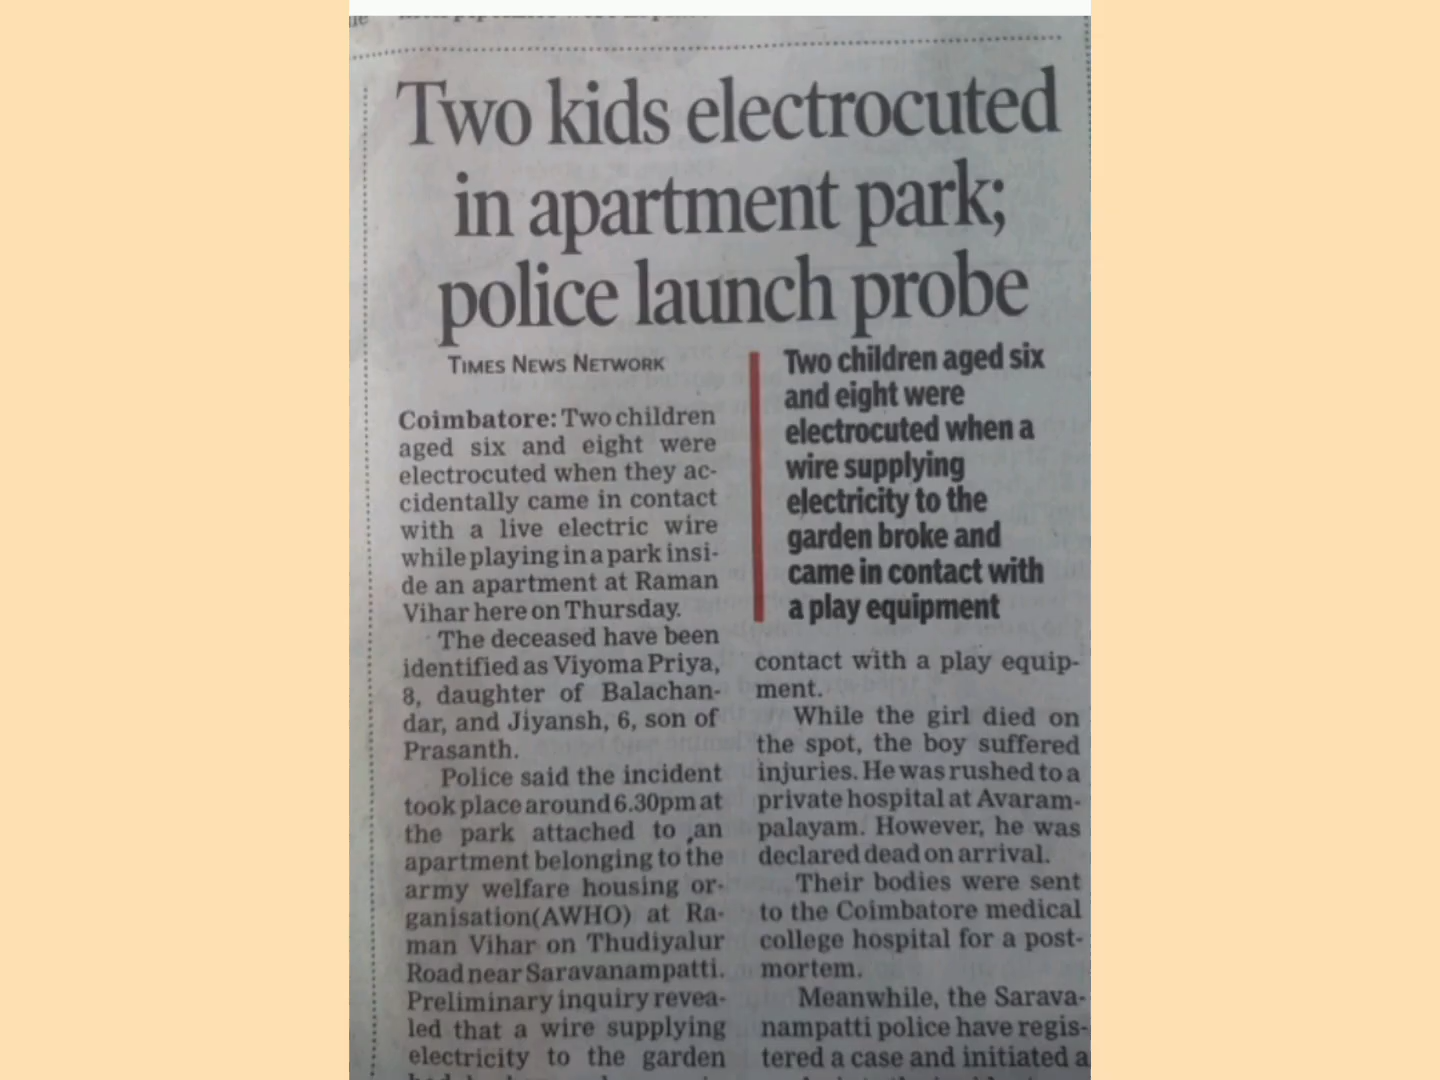 Two kids electrocuted
in apartment park;
police launch probe
TIMES NEWS NETWORK
Coimbatore: Two children
aged six and eight were
electrocuted when they ac-
cidentally came in contact
with a live electric wire
while playing in a park insi-
de an apartment at Raman
Vihar here on Thursday.
The deceased have been
identified as Viyoma Priya,
8, daughter of Balachan-
dar, and Jiyansh, 6, son of
Prasanth.
Police said the incident
took place around 6.30pm at
the park attached to an
apartment belonging to the
army welfare housing or-
ganisation(AWHO) at Ra-
man Vihar on Thudiyalur
Road near Saravanampatti.
Preliminary inquiry revea-
led that a wire supplying
electricity to the garden
Two children aged six
and eight were
electrocuted when a
wire supplying
electricity to the
garden broke and
came in contact with
a play equipment
contact with a play equip-
ment.
While the girl died on
the spot, the boy suffered
injuries. He was rushed to a
private hospital at Avaram-
palayam. However, he was
declared dead on arrival.
Their bodies were sent
to the Coimbatore medical
college hospital for a post-
mortem.
Meanwhile, the Sarava-
nampatti police have regis-
tered a case and initiated a